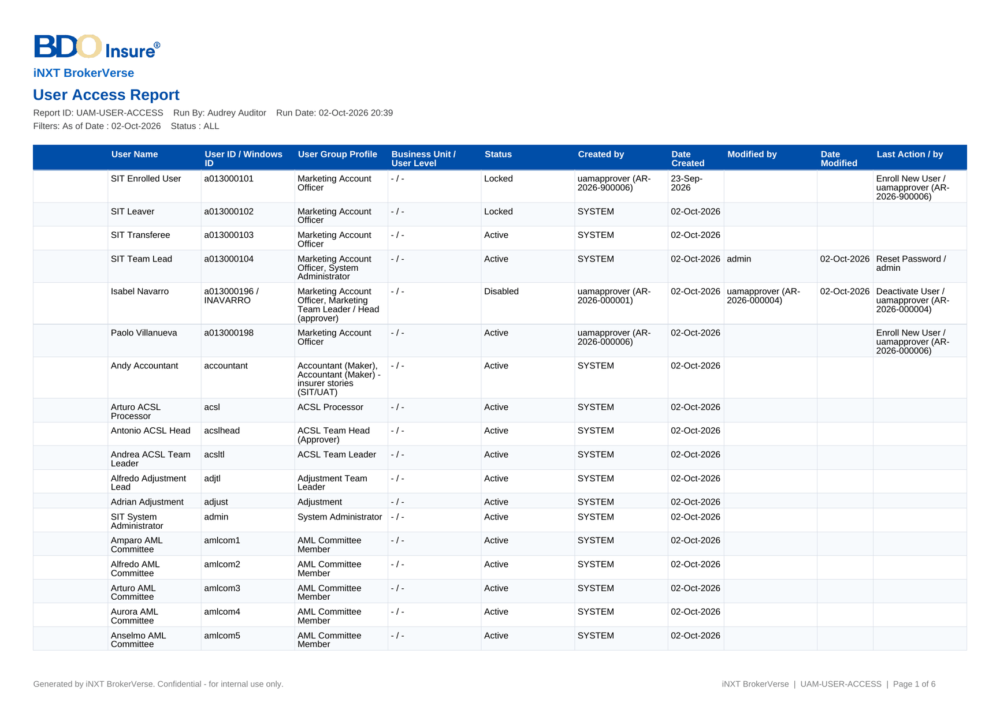 BDO Insure®
iNXT BrokerVerse
User Access Report
Report ID: UAM-USER-ACCESS Run By: Audrey Auditor Run Date: 02-Oct-2026 20:39
Filters: As of Date : 02-Oct-2026 Status : ALL
User Name User ID / Windows ID User Group Profile Business Unit / User Level Status Created by Date Created Modified by Date Modified Last Action / by
SIT Enrolled User a013000101 Marketing Account Officer - / - Locked uamapprover (AR-2026-900006) 23-Sep-2026 Enroll New User / uamapprover (AR-2026-900006)
SIT Leaver a013000102 Marketing Account Officer - / - Locked SYSTEM 02-Oct-2026
SIT Transferee a013000103 Marketing Account Officer - / - Active SYSTEM 02-Oct-2026
SIT Team Lead a013000104 Marketing Account Officer, System Administrator - / - Active SYSTEM 02-Oct-2026 admin 02-Oct-2026 Reset Password / admin
Isabel Navarro a013000196 / INAVARRO Marketing Account Officer, Marketing Team Leader / Head (approver) - / - Disabled uamapprover (AR-2026-000001) 02-Oct-2026 uamapprover (AR-2026-000004) 02-Oct-2026 Deactivate User / uamapprover (AR-2026-000004)
Paolo Villanueva a013000198 Marketing Account Officer - / - Active uamapprover (AR-2026-000006) 02-Oct-2026 Enroll New User / uamapprover (AR-2026-000006)
Andy Accountant accountant Accountant (Maker), Accountant (Maker) - insurer stories (SIT/UAT) - / - Active SYSTEM 02-Oct-2026
Arturo ACSL Processor acsl ACSL Processor - / - Active SYSTEM 02-Oct-2026
Antonio ACSL Head acslhead ACSL Team Head (Approver) - / - Active SYSTEM 02-Oct-2026
Andrea ACSL Team Leader acsltl ACSL Team Leader - / - Active SYSTEM 02-Oct-2026
Alfredo Adjustment Lead adjtl Adjustment Team Leader - / - Active SYSTEM 02-Oct-2026
Adrian Adjustment adjust Adjustment - / - Active SYSTEM 02-Oct-2026
SIT System Administrator admin System Administrator - / - Active SYSTEM 02-Oct-2026
Amparo AML Committee amlcom1 AML Committee Member - / - Active SYSTEM 02-Oct-2026
Alfredo AML Committee amlcom2 AML Committee Member - / - Active SYSTEM 02-Oct-2026
Arturo AML Committee amlcom3 AML Committee Member - / - Active SYSTEM 02-Oct-2026
Aurora AML Committee amlcom4 AML Committee Member - / - Active SYSTEM 02-Oct-2026
Anselmo AML Committee amlcom5 AML Committee Member - / - Active SYSTEM 02-Oct-2026
Generated by iNXT BrokerVerse. Confidential - for internal use only. iNXT BrokerVerse | UAM-USER-ACCESS | Page 1 of 6